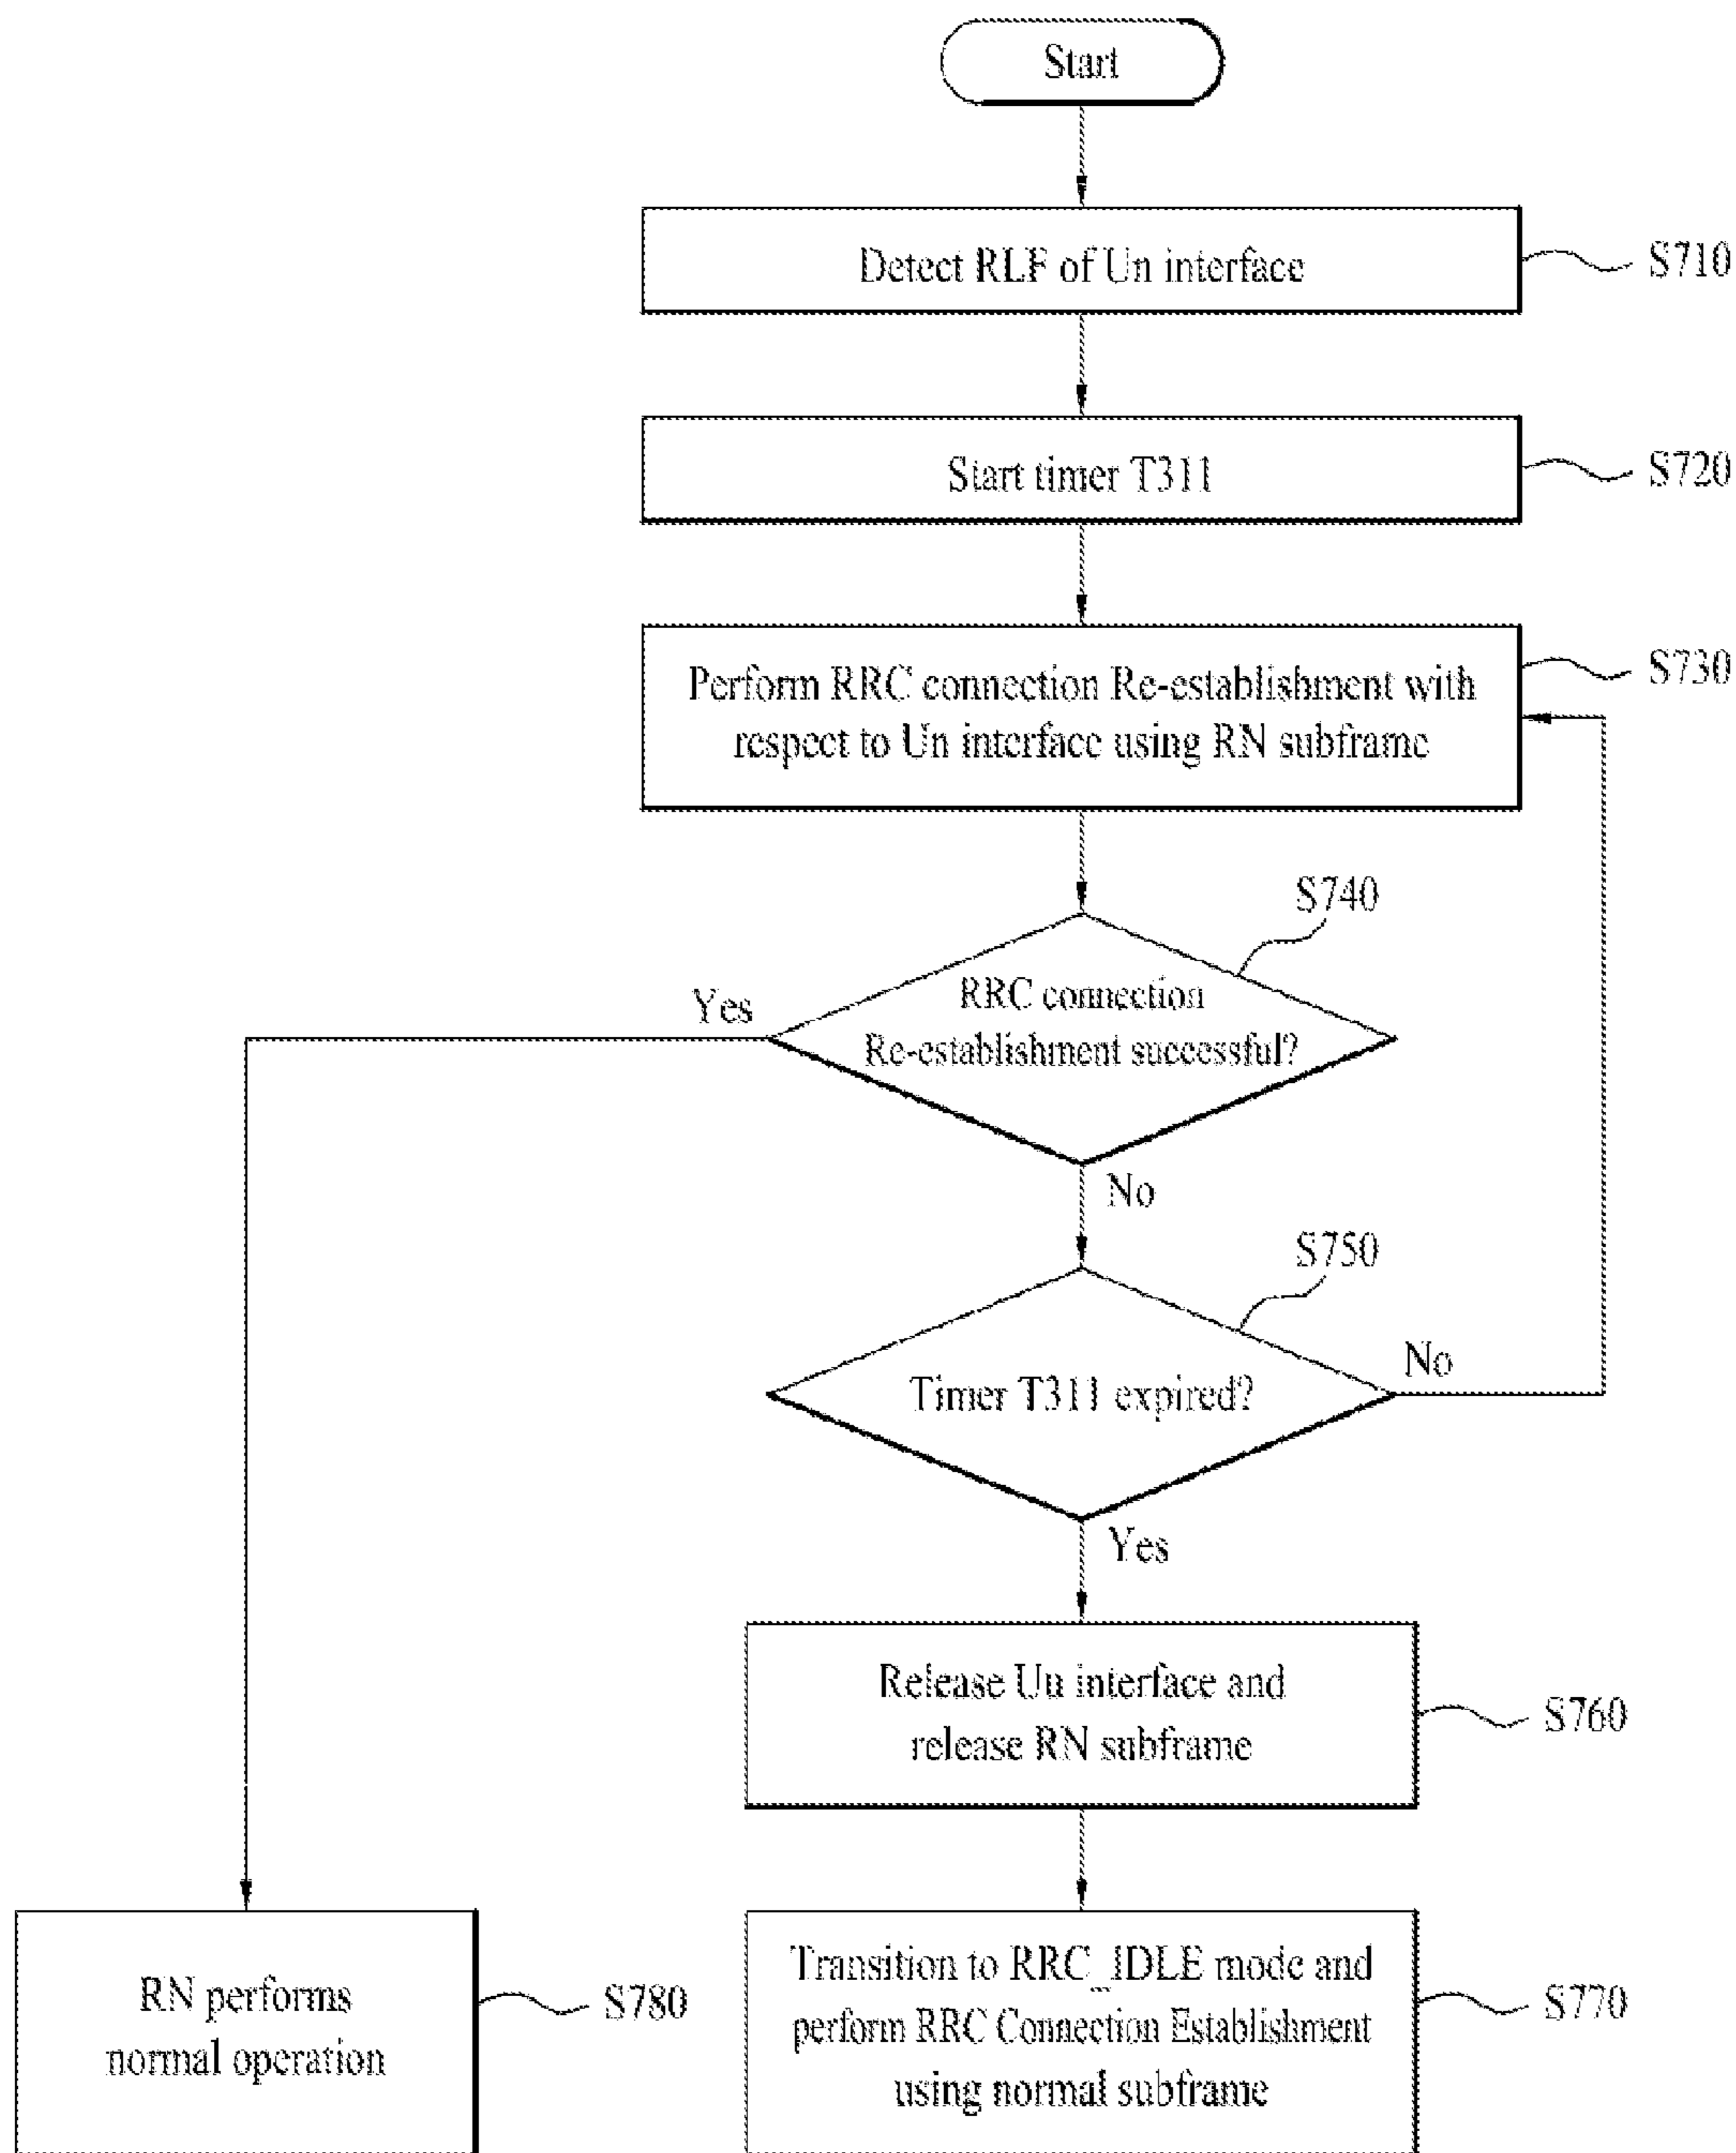 Start
Detect RLF of Un interface
S710
Start timer T311
S720
Perform RRC connection Re-establishment with
respect to Un interface using RN subframe
S730
S740
RRC connection
Re-establishment successful?
Yes
No
S750
Timer T311 expired?
No
Yes
Release Uu interface and
release RN subframe
S760
RN performs
normal operation
S780
Transition to RRC_IDLE mode and
perform RRC Connection Establishment
using normal subframe
S770